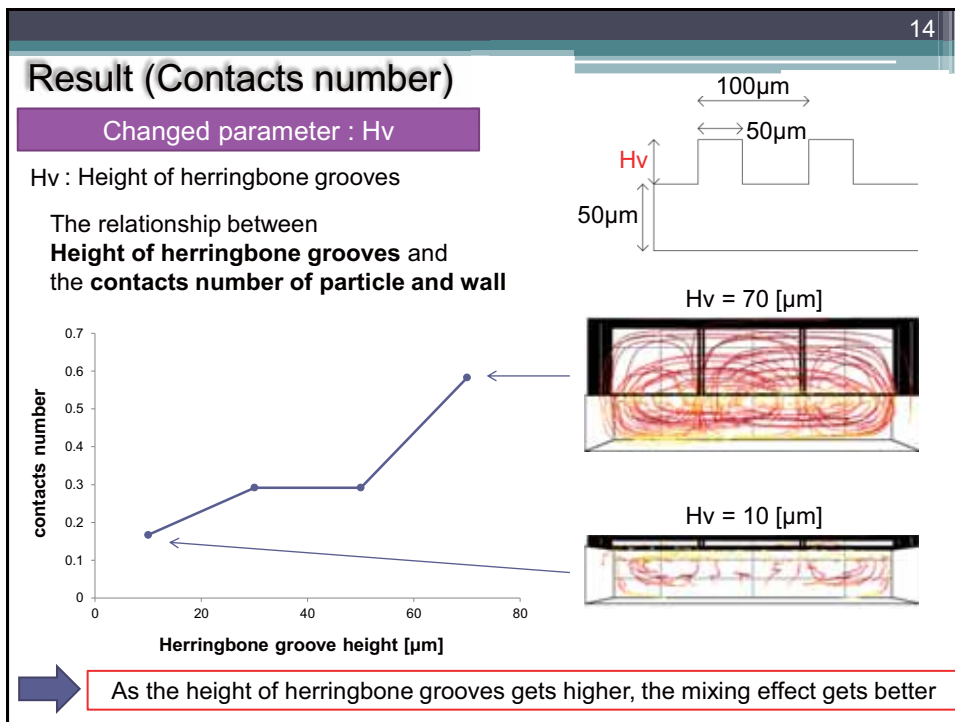 14
Result (Contacts number)
Changed parameter : Hv
Hv : Height of herringbone grooves
The relationship between
Height of herringbone grooves and
the contacts number of particle and wall
100μm
50μm
Hv
50μm
Hv = 70 [μm]
Hv = 10 [μm]
contacts number
0.7
0.6
0.5
0.4
0.3
0.2
0.1
0
0 20 40 60 80
Herringbone groove height [μm]
As the height of herringbone grooves gets higher, the mixing effect gets better